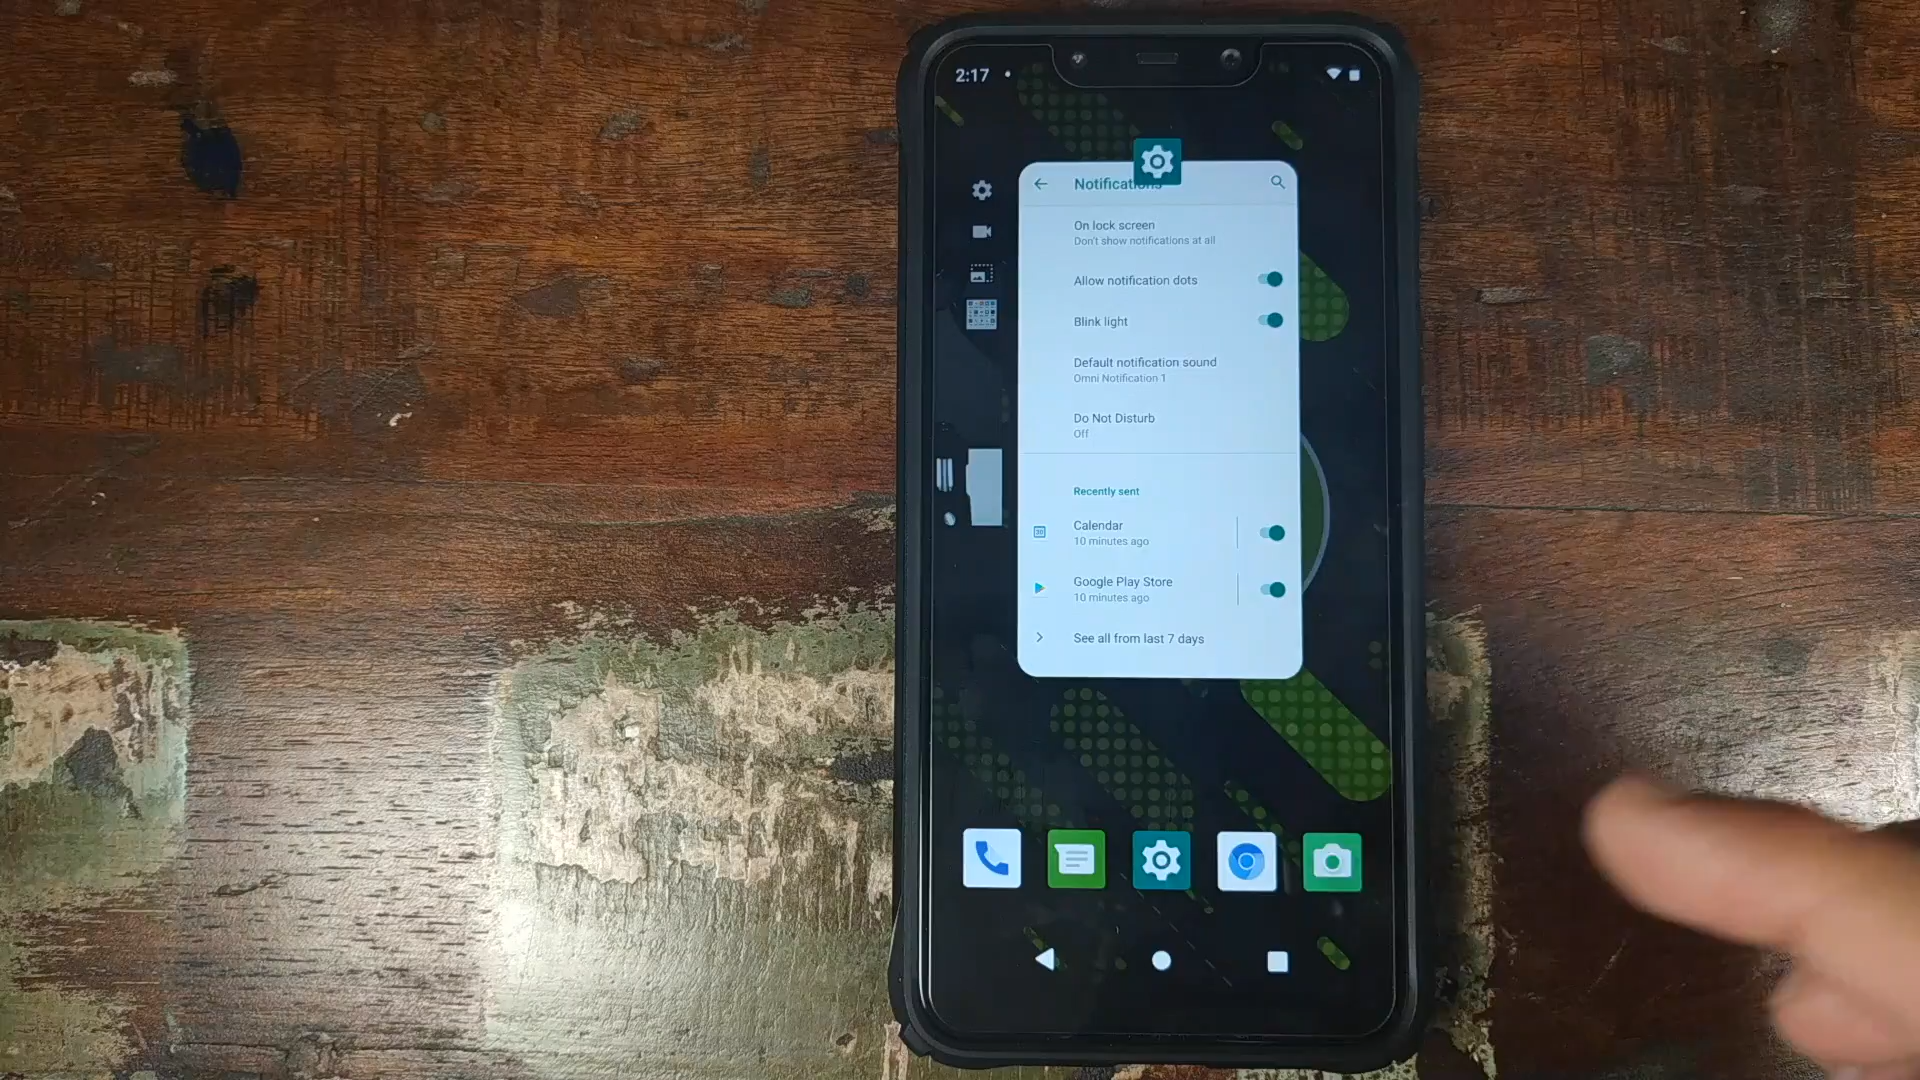 2:17
Notifications
On lock screen
Don't show notifications at all
Allow notification dots
Blink light
Default notification sound
Omni Notification 1
Do Not Disturb
Off
Recently sent
Calendar
10 minutes ago
Google Play Store
10 minutes ago
See all from last 7 days